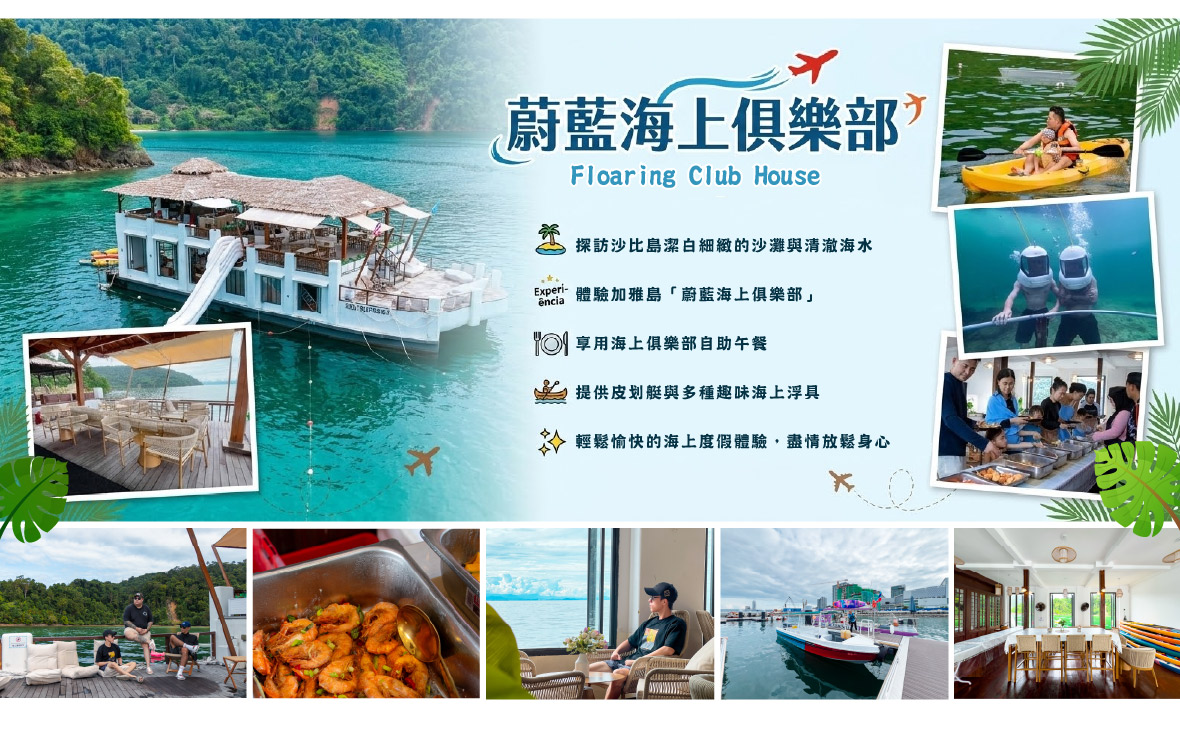 蔚藍海上俱樂部
Floaring Club House
探訪沙比島潔白細緻的沙灘與清澈海水
Experi-
ência
體驗加雅島「蔚藍海上俱樂部」
享用海上俱樂部自助午餐
提供皮划艇與多種趣味海上浮具
輕鬆愉快的海上度假體驗，盡情放鬆身心